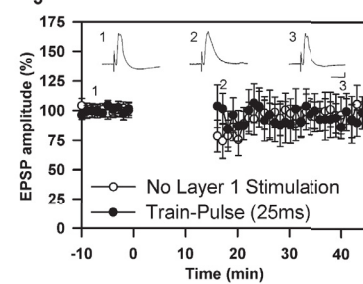 175
150
125
100
75
50
25
0
EPSP amplitude (%)
1 2 3
1 2 3
No Layer 1 Stimulation
Train-Pulse (25ms)
-10 0 10 20 30 40
Time (min)